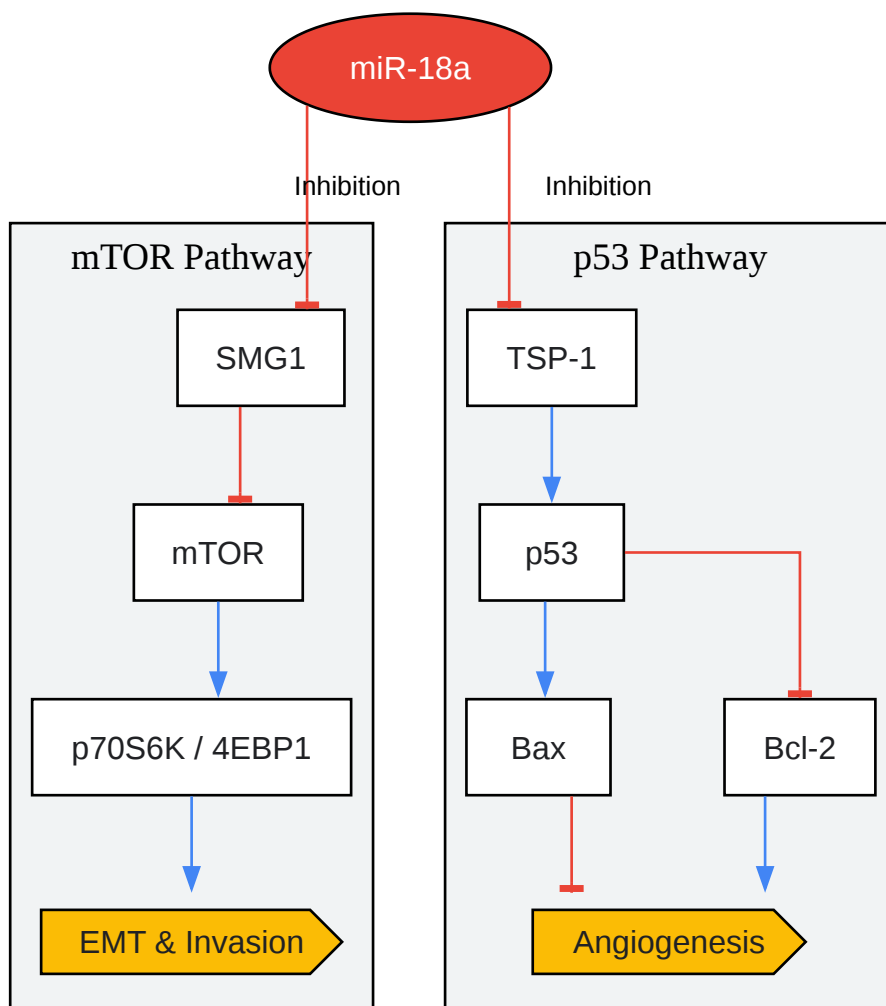 miR-18a
Inhibition
Inhibition
mTOR Pathway
p53 Pathway
SMG1
TSP-1
mTOR
p53
p70S6K / 4EBP1
Bax
Bcl-2
EMT & Invasion
Angiogenesis